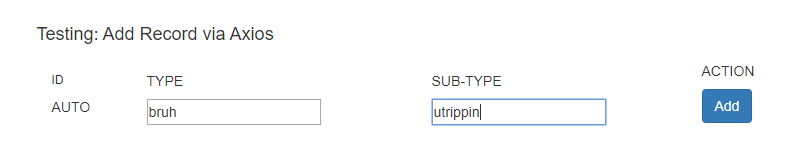 Testing: Add Record via Axios
ID TYPE SUB-TYPE ACTION
AUTO bruh utrippin Add